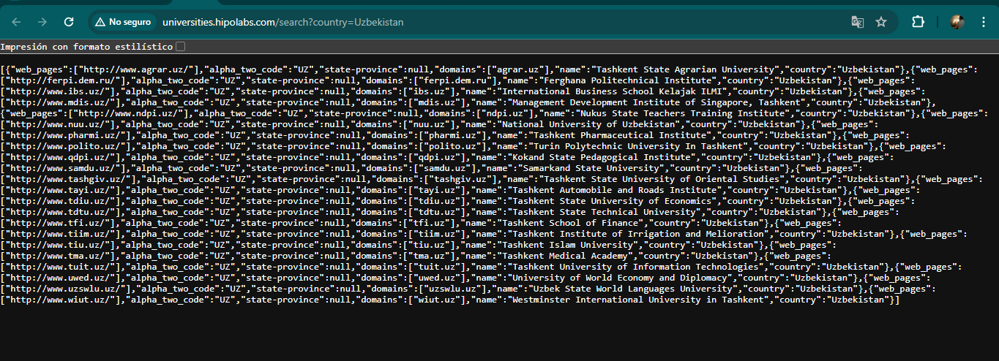 No seguro
universities.hipolabs.com/search?country=Uzbekistan
Impresión con formato estilístico
[{"web_pages":["http://www.agrar.uz/"],"alpha_two_code":"UZ","state-province":null,"domains":["agrar.uz"],"name":"Tashkent State Agrarian University","country":"Uzbekistan"},{"web_pages":
["http://ferpi.dem.ru/"],"alpha_two_code":"UZ","state-province":null,"domains":["ferpi.dem.ru"],"name":"Ferghana Politechnical Institute","country":"Uzbekistan"},{"web_pages":
["http://www.ibs.uz/"],"alpha_two_code":"UZ","state-province":null,"domains":["ibs.uz"],"name":"International Business School Kelajak ILMI","country":"Uzbekistan"},{"web_pages":
["http://www.mdis.uz/"],"alpha_two_code":"UZ","state-province":null,"domains":["mdis.uz"],"name":"Management Development Institute of Singapore, Tashkent","country":"Uzbekistan"},
{"web_pages":["http://www.ndpi.uz/"],"alpha_two_code":"UZ","state-province":null,"domains":["ndpi.uz"],"name":"Nukus State Teachers Training Institute","country":"Uzbekistan"},{"web_pages":
["http://www.nuu.uz/"],"alpha_two_code":"UZ","state-province":null,"domains":["nuu.uz"],"name":"National University of Uzbekistan","country":"Uzbekistan"},{"web_pages":
["http://www.pharmi.uz/"],"alpha_two_code":"UZ","state-province":null,"domains":["pharmi.uz"],"name":"Tashkent Pharmaceutical Institute","country":"Uzbekistan"},{"web_pages":
["http://www.polito.uz/"],"alpha_two_code":"UZ","state-province":null,"domains":["polito.uz"],"name":"Turin Polytechnic University In Tashkent","country":"Uzbekistan"},{"web_pages":
["http://www.qdpi.uz/"],"alpha_two_code":"UZ","state-province":null,"domains":["qdpi.uz"],"name":"Kokand State Pedagogical Institute","country":"Uzbekistan"},{"web_pages":
["http://www.samdu.uz/"],"alpha_two_code":"UZ","state-province":null,"domains":["samdu.uz"],"name":"Samarkand State University","country":"Uzbekistan"},{"web_pages":
["http://www.tashgiv.uz/"],"alpha_two_code":"UZ","state-province":null,"domains":["tashgiv.uz"],"name":"Tashkent State University of Oriental Studies","country":"Uzbekistan"},{"web_pages":
["http://www.tayi.uz/"],"alpha_two_code":"UZ","state-province":null,"domains":["tayi.uz"],"name":"Tashkent Automobile and Roads Institute","country":"Uzbekistan"},{"web_pages":
["http://www.tdiu.uz/"],"alpha_two_code":"UZ","state-province":null,"domains":["tdiu.uz"],"name":"Tashkent State University of Economics","country":"Uzbekistan"},{"web_pages":
["http://www.tdtu.uz/"],"alpha_two_code":"UZ","state-province":null,"domains":["tdtu.uz"],"name":"Tashkent State Technical University","country":"Uzbekistan"},{"web_pages":
["http://www.tfi.uz/"],"alpha_two_code":"UZ","state-province":null,"domains":["tfi.uz"],"name":"Tashkent School of Finance","country":"Uzbekistan"},{"web_pages":
["http://www.tiim.uz/"],"alpha_two_code":"UZ","state-province":null,"domains":["tiim.uz"],"name":"Tashkent Institute of Irrigation and Melioration","country":"Uzbekistan"},{"web_pages":
["http://www.tiu.uz/"],"alpha_two_code":"UZ","state-province":null,"domains":["tiu.uz"],"name":"Tashkent Islam University","country":"Uzbekistan"},{"web_pages":
["http://www.tma.uz/"],"alpha_two_code":"UZ","state-province":null,"domains":["tma.uz"],"name":"Tashkent Medical Academy","country":"Uzbekistan"},{"web_pages":
["http://www.tuit.uz/"],"alpha_two_code":"UZ","state-province":null,"domains":["tuit.uz"],"name":"Tashkent University of Information Technologies","country":"Uzbekistan"},{"web_pages":
["http://www.uwed.uz/"],"alpha_two_code":"UZ","state-province":null,"domains":["uwed.uz"],"name":"University of World Economy and Diplomacy","country":"Uzbekistan"},{"web_pages":
["http://www.uzswlu.uz/"],"alpha_two_code":"UZ","state-province":null,"domains":["uzswlu.uz"],"name":"Uzbek State World Languages University","country":"Uzbekistan"},{"web_pages":
["http://www.wiut.uz/"],"alpha_two_code":"UZ","state-province":null,"domains":["wiut.uz"],"name":"Westminster International University in Tashkent","country":"Uzbekistan"}]